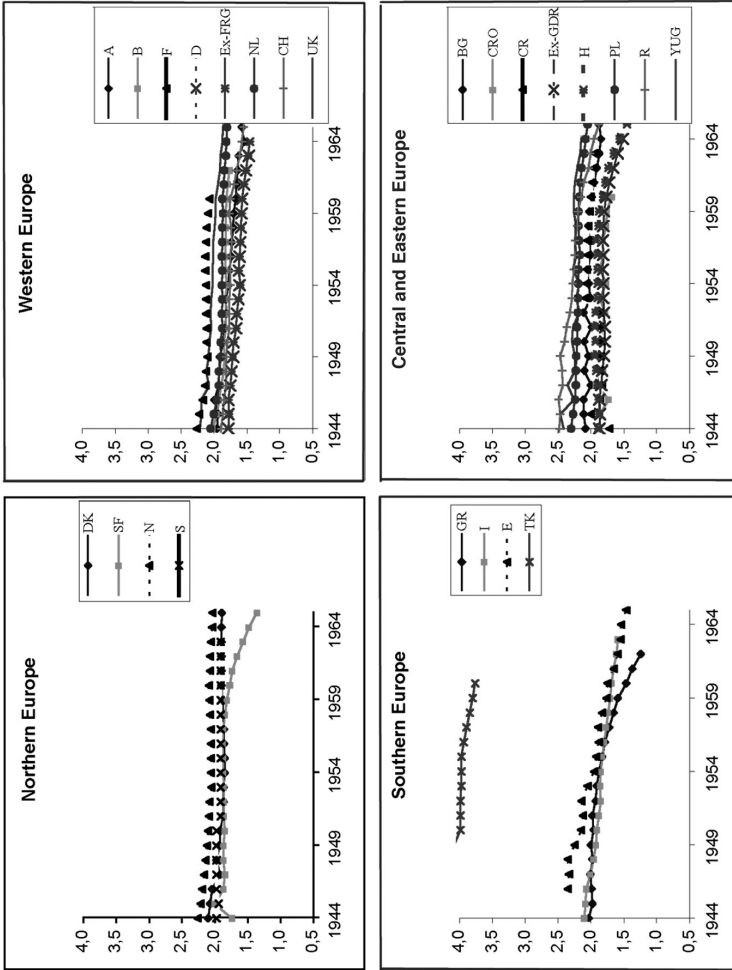 Northern Europe
4,0
3,5
3,0
2,5
2,0
1,5
1,0
0,5
1944 1949 1954 1959 1964
DK
SF
N
S
Western Europe
4,0
3,5
3,0
2,5
2,0
1,5
1,0
0,5
1944 1949 1954 1959 1964
A
B
F
D
Ex-FRG
NL
CH
UK
Southern Europe
4,0
3,5
3,0
2,5
2,0
1,5
1,0
0,5
1944 1949 1954 1959 1964
GR
I
E
TK
Central and Eastern Europe
4,0
3,5
3,0
2,5
2,0
1,5
1,0
0,5
1944 1949 1954 1959 1964
BG
CRO
CR
Ex-GDR
H
PL
R
YUG